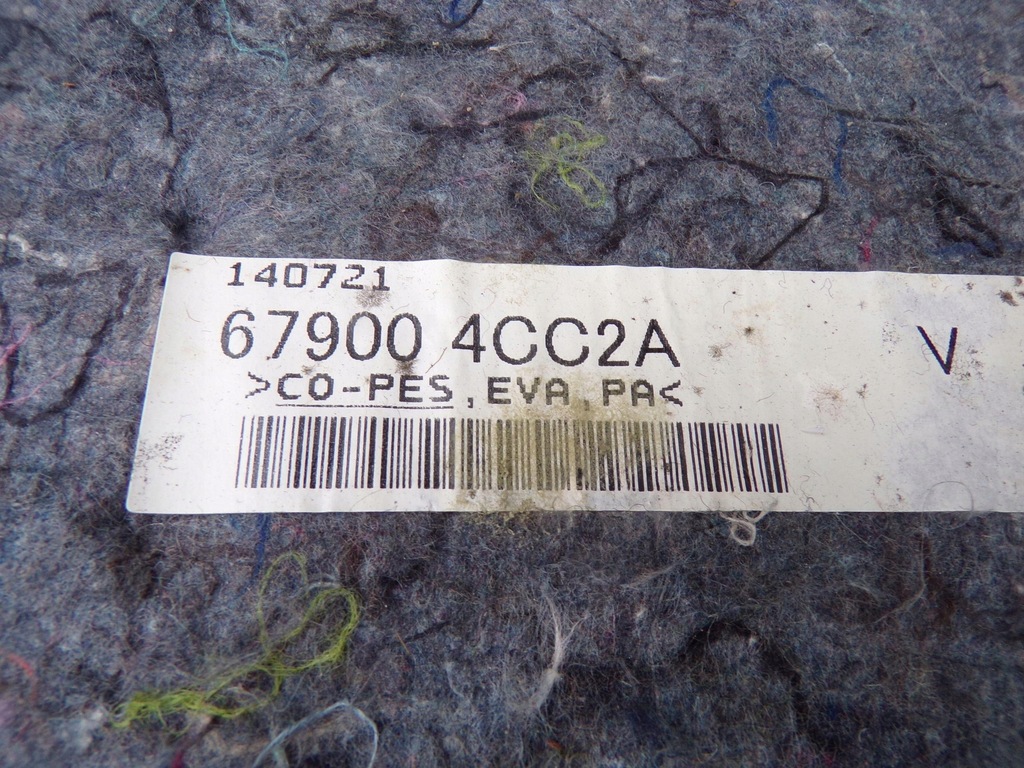 140721
67900 4CC2A V
>CO-PES,EVA,PA<